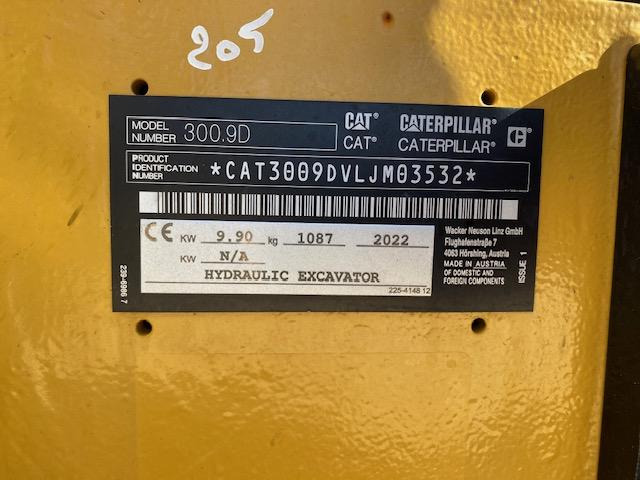 205
MODEL NUMBER 300.9D
CAT® CATERPILLAR®
CAT® CATERPILLAR®
PRODUCT IDENTIFICATION NUMBER *CAT3009DVLJM03532*
CE KW 9.90 kg 1087 2022
KW N/A
HYDRAULIC EXCAVATOR
225-4148 12
Wacker Neuson Linz GmbH
Flughafenstraße 7
4063 Hörsching, Austria
MADE IN AUSTRIA
OF DOMESTIC AND
FOREIGN COMPONENTS
ISSUE 1
239-6986 7